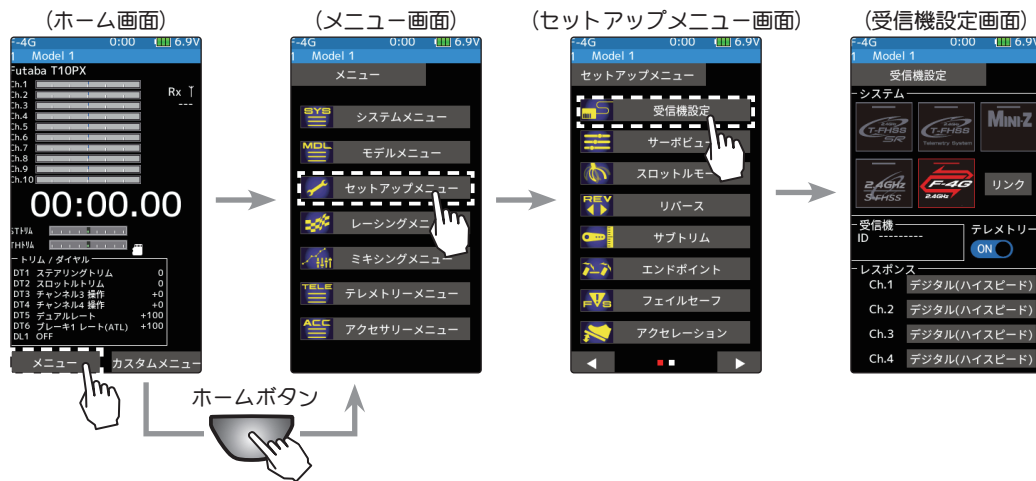 (ホーム画面)
F-4G 0:00 6.9V
1 Model 1
Futaba T10PX
Ch.1
Ch.2
Ch.3
Ch.4
Ch.5
Ch.6
Ch.7
Ch.8
Ch.9
Ch.10
Rx
---
00:00.00
STトリム
THトリム
トリム / ダイヤル
DT1 ステアリングトリム 0
DT2 スロットルトリム 0
DT3 チャンネル3 操作 +0
DT4 チャンネル4 操作 +0
DT5 デュアルレート +100
DT6 ブレーキ1 レート(ATL) +100
DL1 OFF
メニュー カスタムメニュー
ホームボタン
(メニュー画面)
F-4G 0:00 6.9V
1 Model 1
メニュー
SYS システムメニュー
MDL モデルメニュー
セットアップメニュー
レーシングメニ
ミキシングメニュー
TELE テレメトリーメニュー
ACC アクセサリーメニュー
(セットアップメニュー画面)
F-4G 0:00 6.9V
1 Model 1
セットアップメニュー
受信機設定
サーボビュー
スロットルモー
REV リバース
サブトリム
エンドポイント
F/S フェイルセーフ
アクセレーション
(受信機設定画面)
F-4G 0:00 6.9V
1 Model 1
受信機設定
システム
2.4GHz T-FHSS SR
2.4GHz T-FHSS Telemetry System
MINI-Z
2.4GHz S-FHSS
F-4G 2.4GHz
リンク
受信機
ID ---------
テレメトリー
ON
レスポンス
Ch.1 デジタル(ハイスピード)
Ch.2 デジタル(ハイスピード)
Ch.3 デジタル(ハイスピード)
Ch.4 デジタル(ハイスピード)